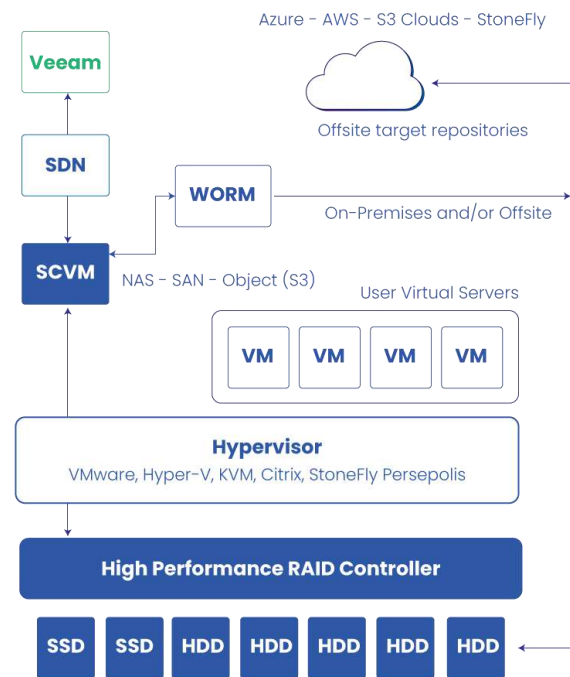 Azure - AWS - S3 Clouds - StoneFly
Veeam
Offsite target repositories
SDN
WORM
On-Premises and/or Offsite
SCVM
NAS - SAN - Object (S3)
User Virtual Servers
VM VM VM VM
Hypervisor
VMware, Hyper-V, KVM, Citrix, StoneFly Persepolis
High Performance RAID Controller
SSD SSD HDD HDD HDD HDD HDD